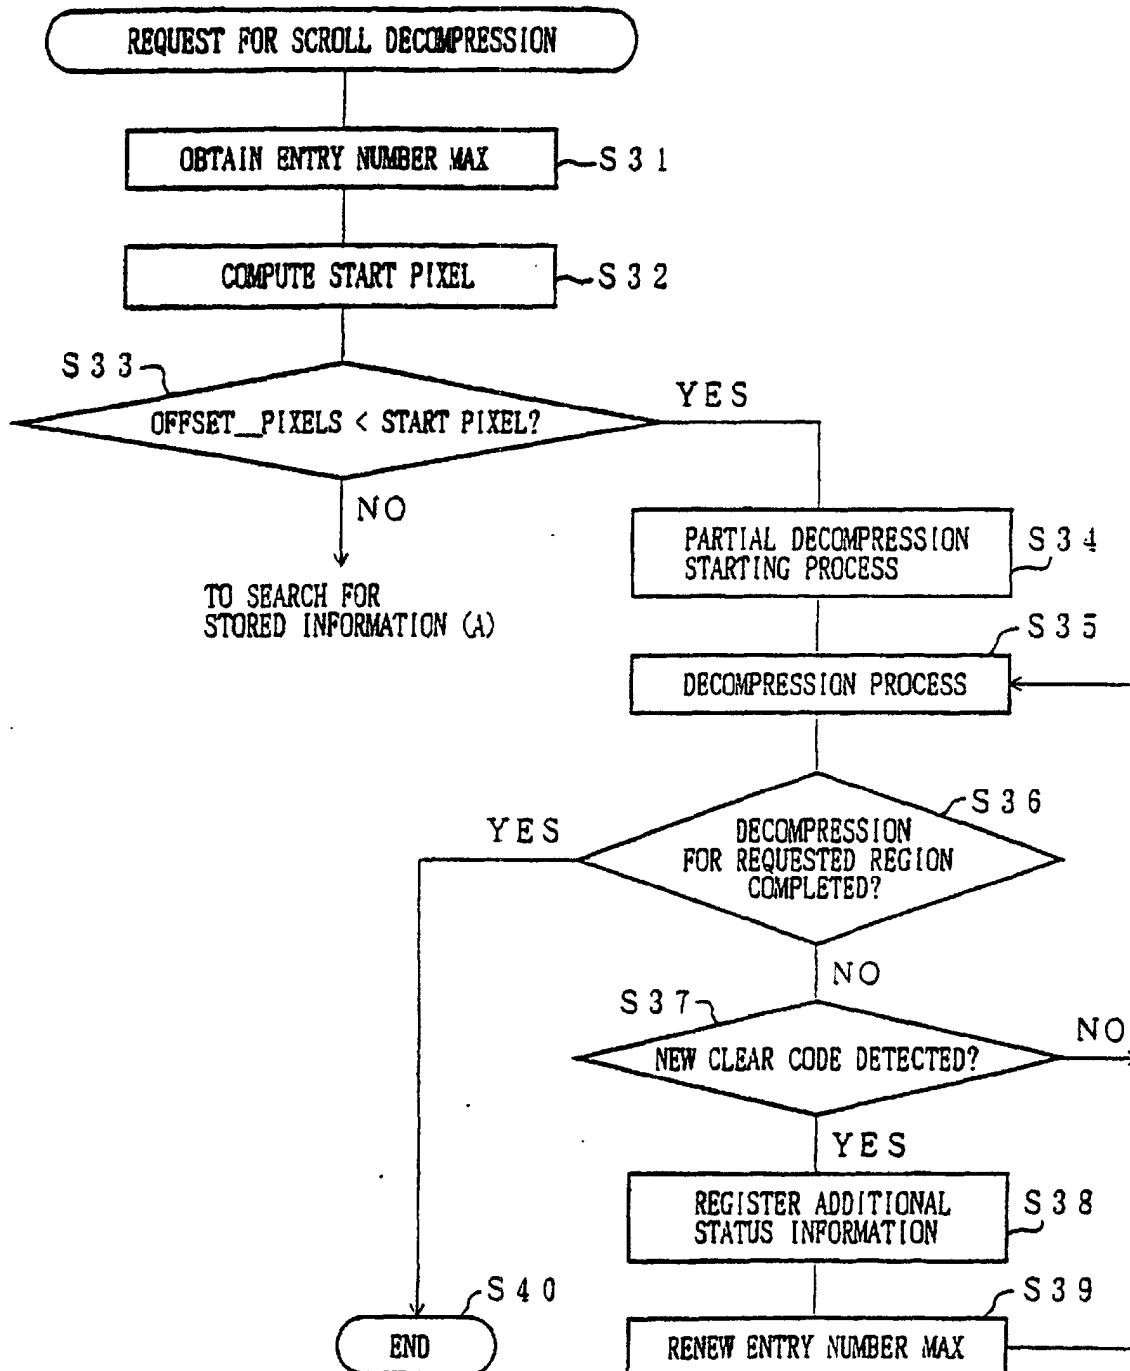 REQUEST FOR SCROLL DECOMPRESSION
OBTAIN ENTRY NUMBER MAX
S31
COMPUTE START PIXEL
S32
S33
OFFSET__PIXELS < START PIXEL?
YES
NO
TO SEARCH FOR
STORED INFORMATION (A)
PARTIAL DECOMPRESSION
STARTING PROCESS
S34
S35
DECOMPRESSION PROCESS
S36
DECOMPRESSION
FOR REQUESTED REGION
COMPLETED?
YES
NO
S37
NEW CLEAR CODE DETECTED?
NO
YES
REGISTER ADDITIONAL
STATUS INFORMATION
S38
S39
RENEW ENTRY NUMBER MAX
S40
END